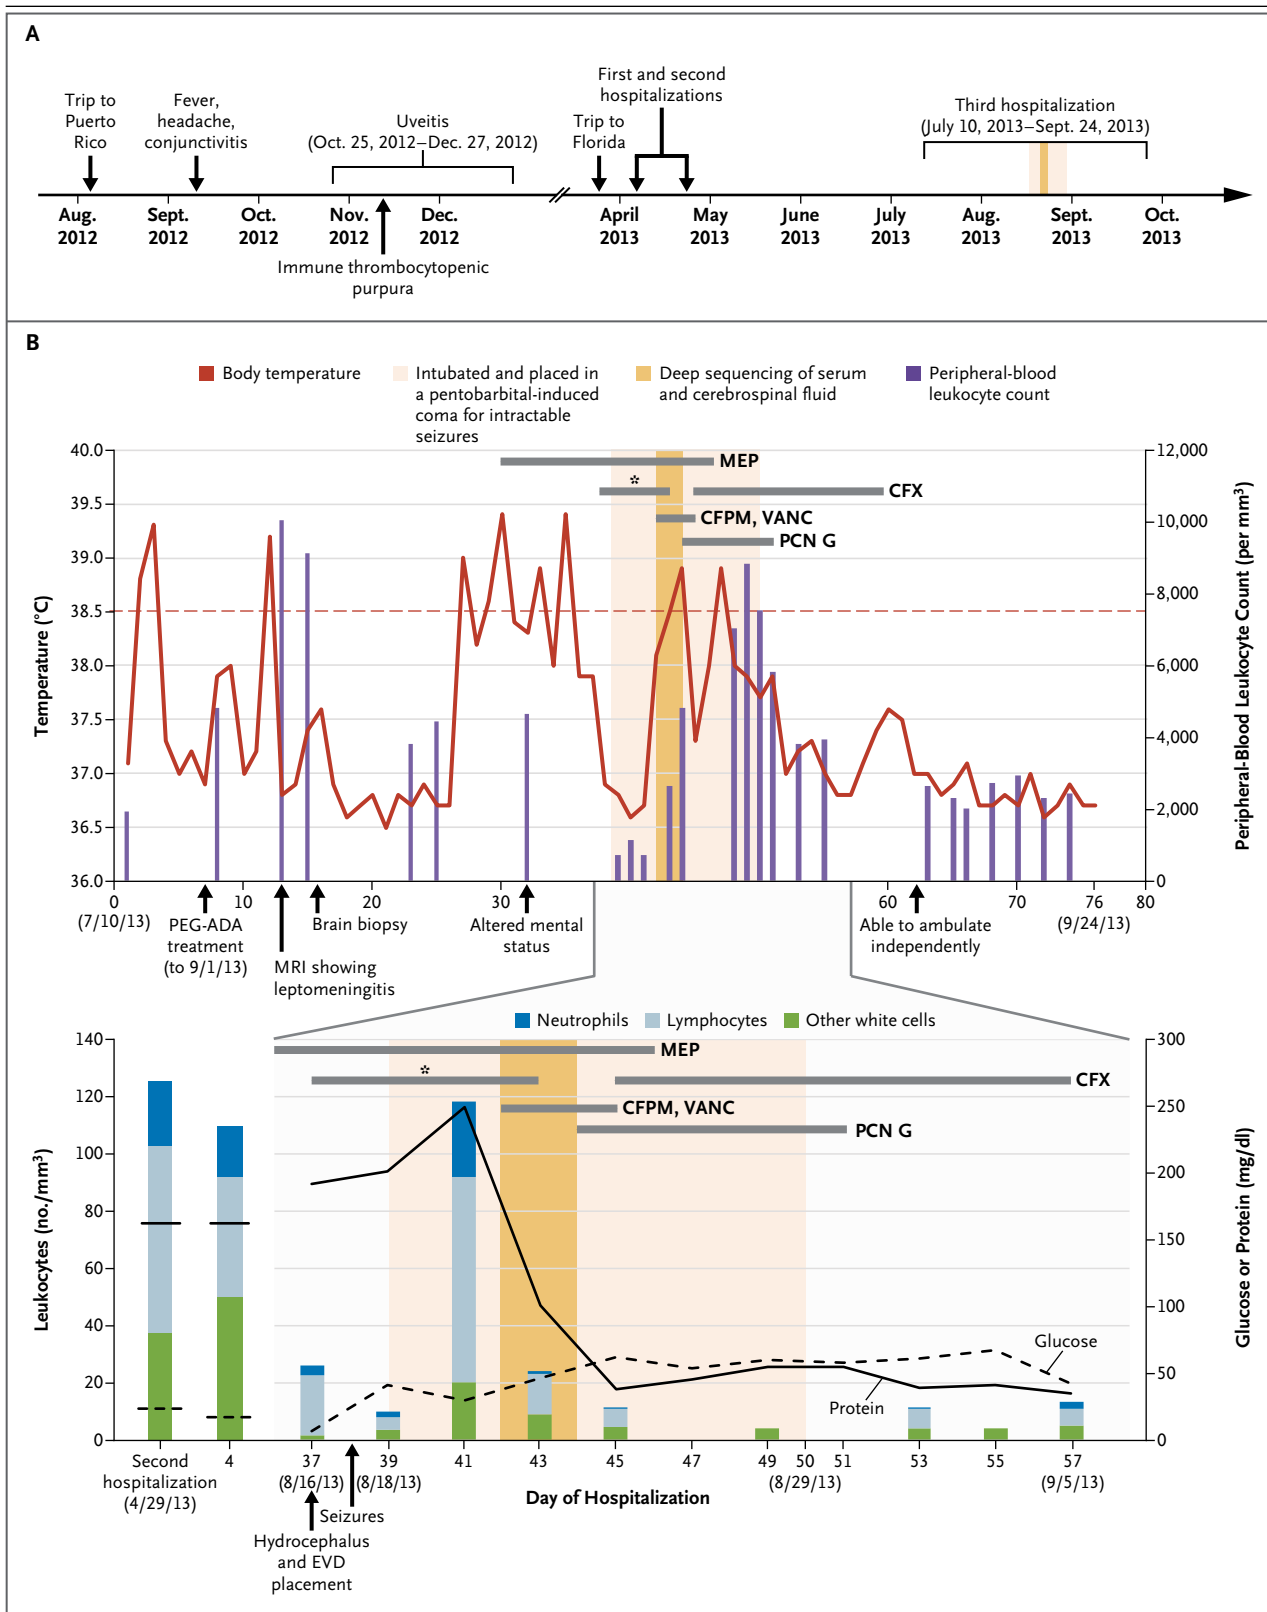 A
Trip to
Puerto
Rico
Fever,
headache,
conjunctivitis
Uveitis
(Oct. 25, 2012–Dec. 27, 2012)
First and second
hospitalizations
Trip to
Florida
Third hospitalization
(July 10, 2013–Sept. 24, 2013)
Aug.
2012
Sept.
2012
Oct.
2012
Nov.
2012
Dec.
2012
April
2013
May
2013
June
2013
July
2013
Aug.
2013
Sept.
2013
Oct.
2013
Immune thrombocytopenic
purpura
B
Body temperature
Intubated and placed in
a pentobarbital-induced
coma for intractable
seizures
Deep sequencing of serum
and cerebrospinal fluid
Peripheral-blood
leukocyte count
Temperature (°C)
40.0
39.5
39.0
38.5
38.0
37.5
37.0
36.5
36.0
MEP
*
CFX
CFPM, VANC
PCN G
12,000
10,000
8,000
6,000
4,000
2,000
0
Peripheral-Blood Leukocyte Count (per mm³)
0
(7/10/13)
10
20
30
60
70
76
(9/24/13)
80
PEG-ADA
treatment
(to 9/1/13)
MRI showing
leptomeningitis
Brain biopsy
Altered mental
status
Able to ambulate
independently
Neutrophils
Lymphocytes
Other white cells
Leukocytes (no./mm³)
140
120
100
80
60
40
20
0
MEP
*
CFX
CFPM, VANC
PCN G
Glucose
Protein
300
250
200
150
100
50
0
Glucose or Protein (mg/dl)
Second
hospitalization
(4/29/13)
4
37
(8/16/13)
39
(8/18/13)
41
43
45
47
49
50
(8/29/13)
51
53
55
57
(9/5/13)
Day of Hospitalization
Seizures
Hydrocephalus
and EVD
placement